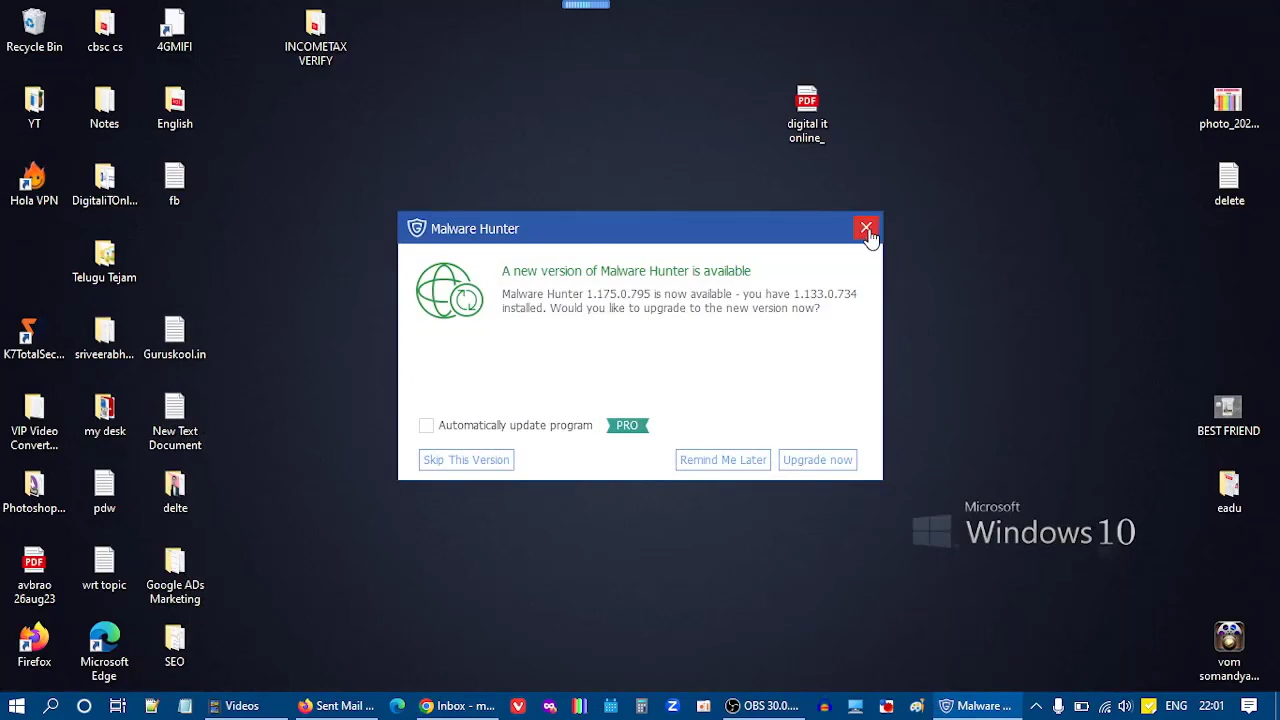 Recycle Bin
cbsc cs
4GMIFI
INCOMETAX
VERIFY
YT
Notes
English
PDF
digital it
online_
photo_202...
Hola VPN
DigitaliTOnl...
fb
delete
Malware Hunter
Telugu Tejam
A new version of Malware Hunter is available
Malware Hunter 1.175.0.795 is now available - you have 1.133.0.734
installed. Would you like to upgrade to the new version now?
K7TotalSec...
sriveerabh...
Guruskool.in
VIP Video
Convert...
my desk
New Text
Document
BEST FRIEND
Automatically update program
PRO
Skip This Version
Remind Me Later
Upgrade now
Photoshop...
pdw
delte
eadu
Microsoft
Windows 10
PDF
avbrao
26aug23
wrt topic
Google ADs
Marketing
Firefox
Microsoft
Edge
SEO
vom
somandya...
Videos
Sent Mail ...
Inbox - m...
OBS 30.0....
Malwre ...
ENG
22:01